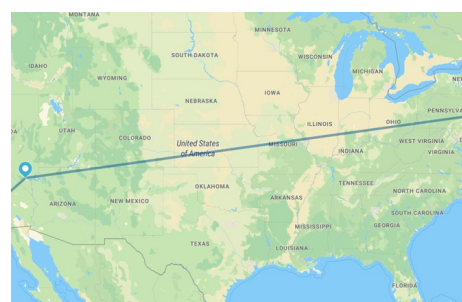 MONTANA
MINNESOTA
SOUTH DAKOTA
WISCONSIN
IDAHO
MICHIGAN
WYOMING
IOWA
NEBRASKA
PENNSYLVA
ILLINOIS
OHIO
UTAH
COLORADO
United States
of America
MISSOURI
INDIANA
WEST VIRGINIA
VIRGINIA
OKLAHOMA
TENNESSEE
NORTH CAROLINA
ARIZONA
NEW MEXICO
ARKANSAS
SOUTH CAROLINA
MISSISSIPPI
GEORGIA
TEXAS
LOUISIANA
FLORIDA